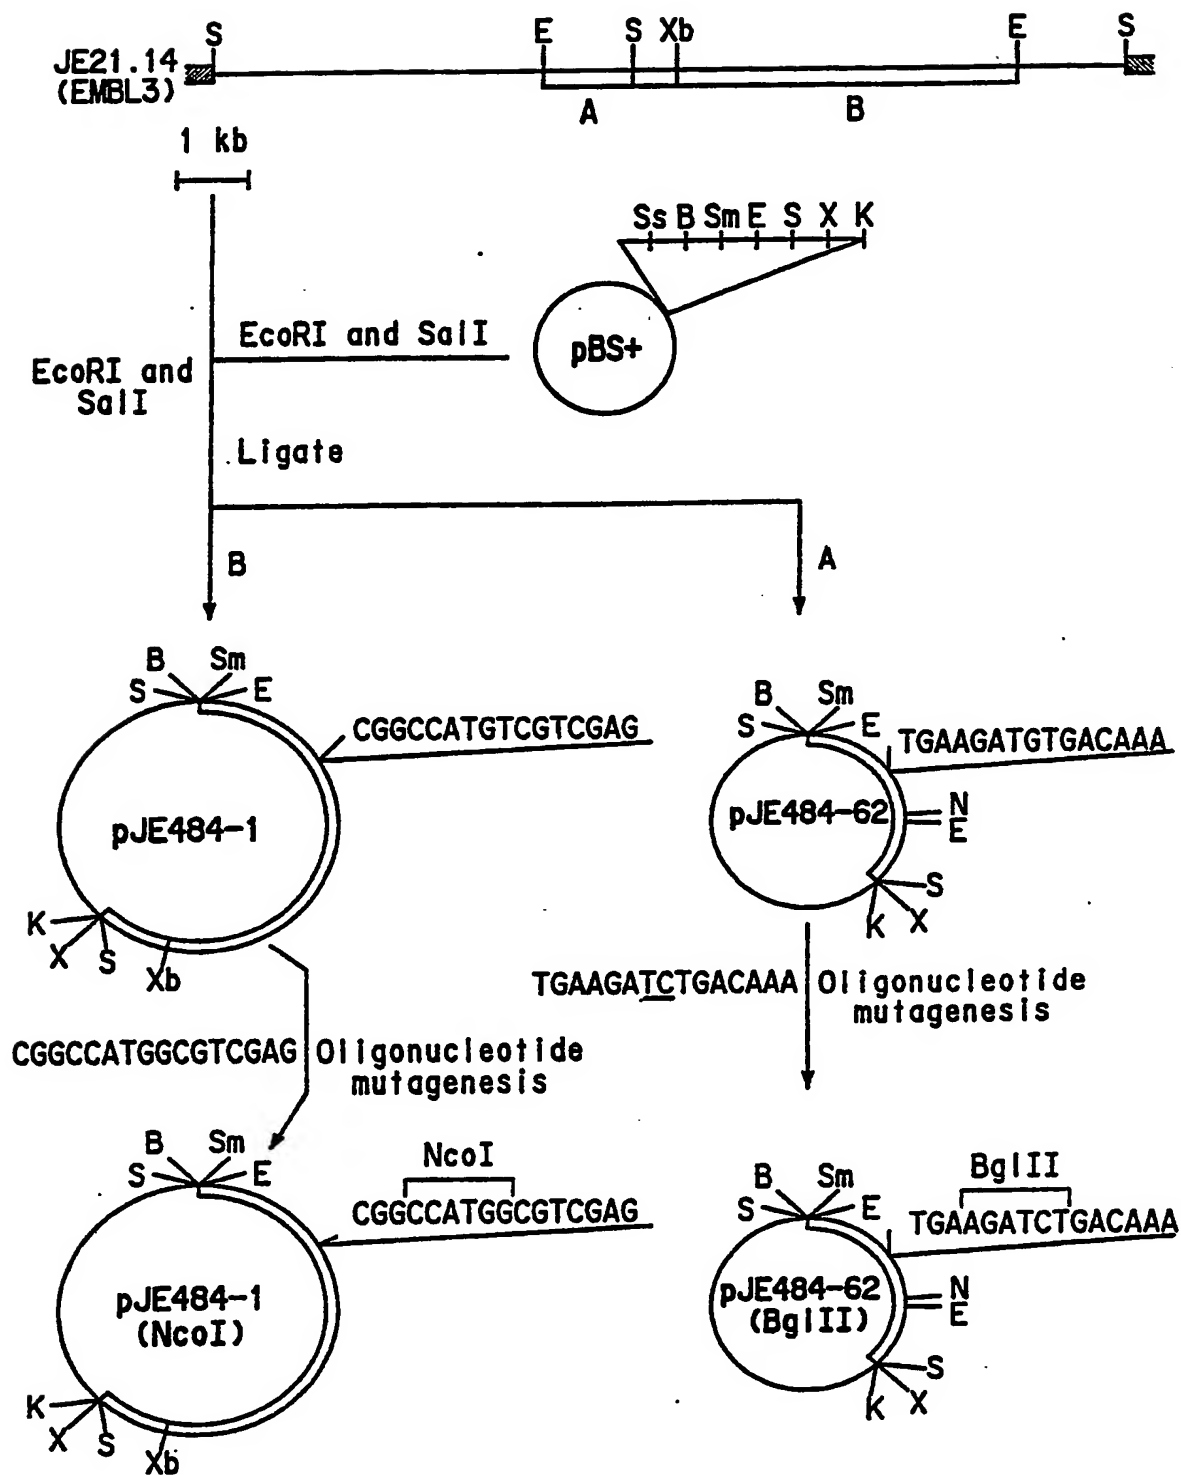 S E S Xb E S
JE21.14
(EMBL3)
A B
1 kb
Ss B Sm E S X K
pBS+
EcoRI and SalI
EcoRI and
SalI
Ligate
B A
B Sm
S E
CGGCCATGTCGTCGAG
pJE484-1
K
X
S
Xb
B Sm
S E
TGAAGATGTGACAAA
pJE484-62
N
E
S
X
K
CGGCCATGGCGTCGAG
Oligonucleotide
mutagenesis
TGAAGATCTGACAAA
Oligonucleotide
mutagenesis
B Sm
S E
NcoI
CGGCCATGGCGTCGAG
pJE484-1
(NcoI)
K
X
S
Xb
B Sm
S E
BglII
TGAAGATCTGACAAA
pJE484-62
(BglII)
N
E
S
X
K